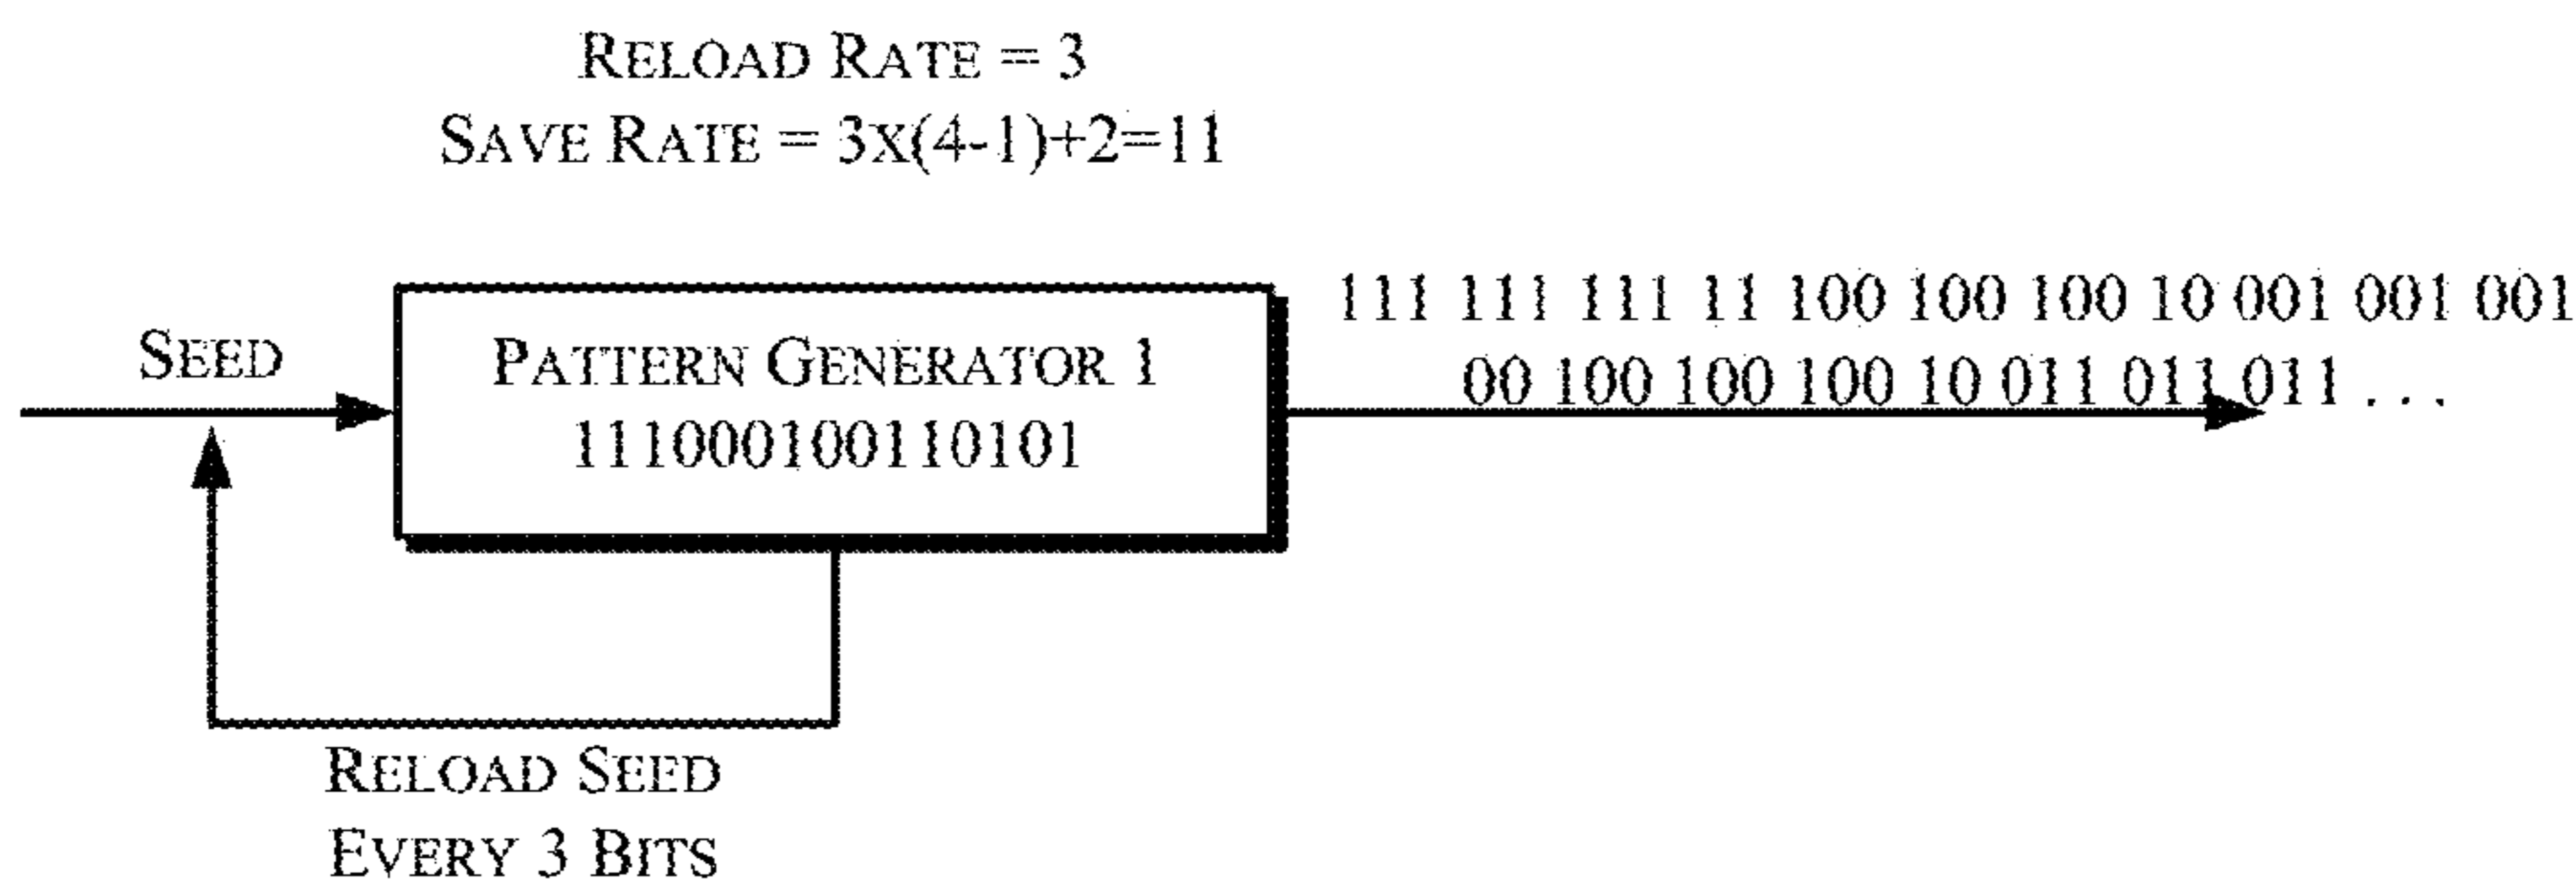 RELOAD RATE = 3
SAVE RATE = 3X(4-1)+2=11
111 111 111 11 100 100 100 10 001 001 001
00 100 100 100 10 011 011 011 . . .
SEED
PATTERN GENERATOR 1
111000100110101
RELOAD SEED
EVERY 3 BITS